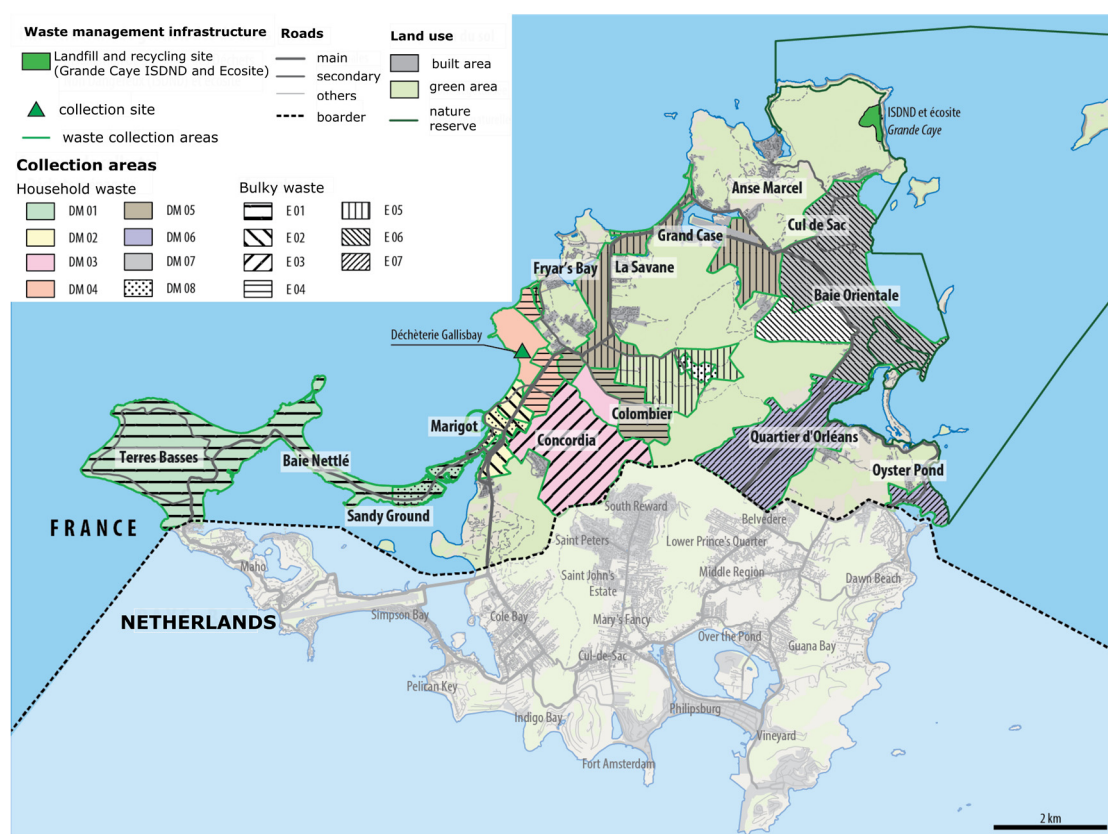 Waste management infrastructure
Landfill and recycling site
(Grande Caye ISDND and Ecosite)
collection site
waste collection areas
Roads
main
secondary
others
boarder
Land use
built area
green area
nature
reserve
Collection areas
Household waste
DM 01
DM 02
DM 03
DM 04
DM 05
DM 06
DM 07
DM 08
Bulky waste
E 01
E 02
E 03
E 04
E 05
E 06
E 07
ISDND et écosite
Grande Caye
Anse Marcel
Cul de Sac
Grand Case
Fryar's Bay
La Savane
Baie Orientale
Déchèterie Gallisbay
Marigot
Colombier
Concordia
Quartier d'Orléans
Terres Basses
Baie Nettlé
Oyster Pond
Sandy Ground
FRANCE
South Reward
Belvédère
Saint Peters
Lower Prince's Quarter
Maho
Saint John's
Estate
Middle Region
Dawn Beach
NETHERLANDS
Simpson Bay
Cole Bay
Mary's Fancy
Over the Pond
Guana Bay
Cul-de-Sac
Pelican Key
Indigo Bay
Philipsburg
Vineyard
Fort Amsterdam
2 km